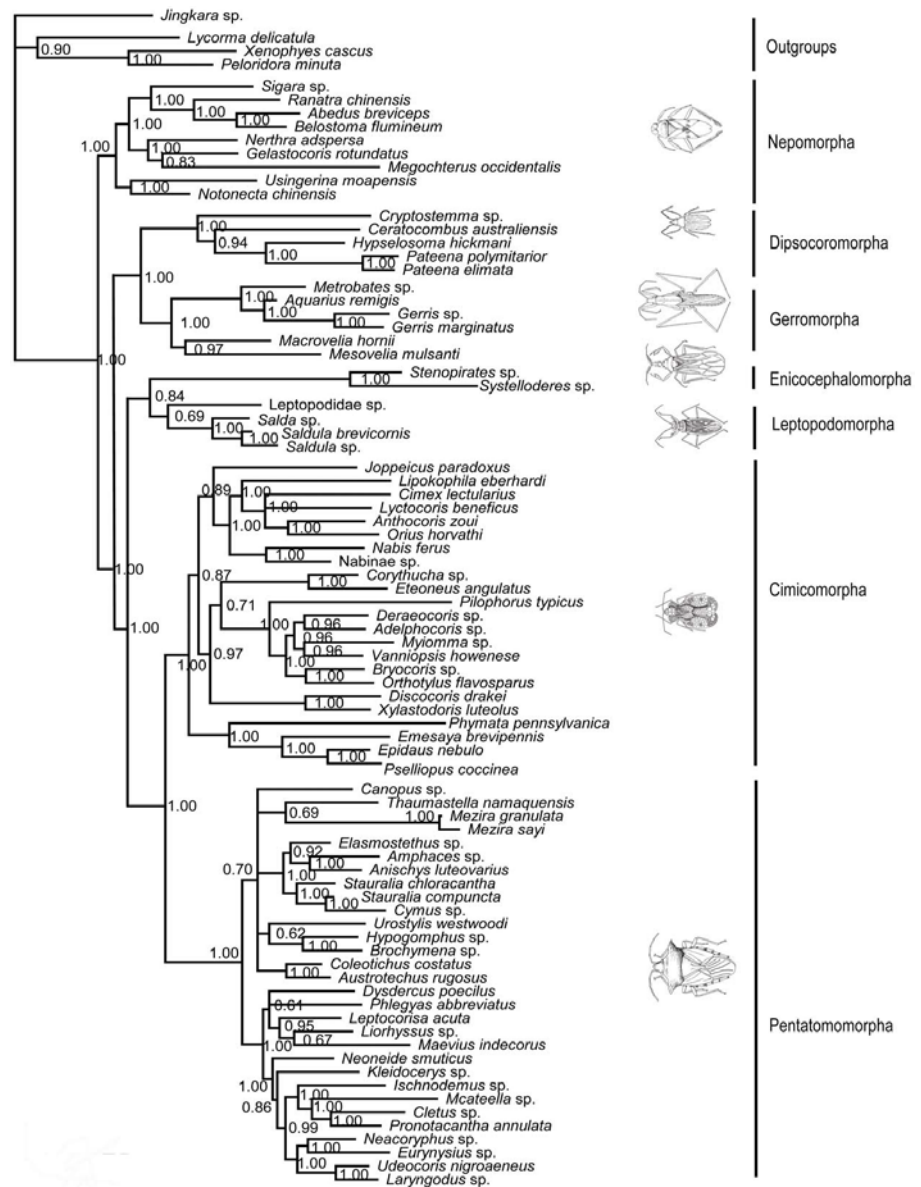 Jingkara sp.
Lycorma delicatula
0.90
Xenophyes cascus
1.00
Peloridora minuta
Outgroups
Sigara sp.
1.00
Ranatra chinensis
1.00
Abedus breviceps
1.00
Belostoma flumineum
1.00
Nerthra adspersa
1.00
1.00
Gelastocoris rotundatus
0.83
Megochterus occidentalis
Usingerina moapensis
1.00
Notonecta chinensis
Nepomorpha
Cryptostemma sp.
1.00
Ceratocombus australiensis
0.94
Hypselosoma hickmani
1.00
Pateena polymitarior
1.00
Pateena elimata
Dipsocoromorpha
1.00
Metrobates sp.
1.00
Aquarius remigis
1.00
Gerris sp.
1.00
Gerris marginatus
1.00
Macrovelia hornii
0.97
Mesovelia mulsanti
Gerromorpha
1.00
Stenopirates sp.
1.00
Systelloderes sp.
Enicocephalomorpha
0.84
Leptopodidae sp.
0.69
Salda sp.
1.00
Saldula brevicornis
1.00
Saldula sp.
Leptopodomorpha
Joppeicus paradoxus
0.89
Lipokophila eberhardi
1.00
Cimex lectularius
1.00
Lyctocoris beneficus
Anthocoris zoui
1.00
1.00
Orius horvathi
Nabis ferus
1.00
Nabinae sp.
1.00
0.87
Corythucha sp.
1.00
Eteoneus angulatus
0.71
Pilophorus typicus
Deraeocoris sp.
1.00
0.96
Adelphocoris sp.
0.96
Myiomma sp.
0.96
Vanniopsis howenese
1.00
Bryocoris sp.
1.00
Orthotylus flavosparus
1.00
0.97
1.00
Discocoris drakei
1.00
Xylastodoris luteolus
Phymata pennsylvanica
1.00
Emesaya brevipennis
1.00
Epidaus nebulo
1.00
Pselliopus coccinea
Cimicomorpha
1.00
Canopus sp.
Thaumastella namaquensis
0.69
1.00
Mezira granulata
Mezira sayi
0.70
Elasmostethus sp.
0.92
Amphaces sp.
1.00
Anischys luteovarius
1.00
Stauralia chloracantha
1.00
Stauralia compuncta
1.00
Cymus sp.
Urostylis westwoodi
0.62
Hypogomphus sp.
1.00
Brochymena sp.
1.00
Coleotichus costatus
1.00
Austrotechus rugosus
Dysdercus poecilus
0.61
Phlegyas abbreviatus
Leptocorisa acuta
0.95
Liorhyssus sp.
1.00
0.67
Maevius indecorus
Neoneide smuticus
1.00
Kleidocerys sp.
0.86
Ischnodemus sp.
1.00
Mcateella sp.
1.00
Cletus sp.
1.00
Pronotacantha annulata
0.99
Neacoryphus sp.
1.00
Eurynysius sp.
1.00
Udeocoris nigroaeneus
1.00
Laryngodus sp.
Pentatomomorpha